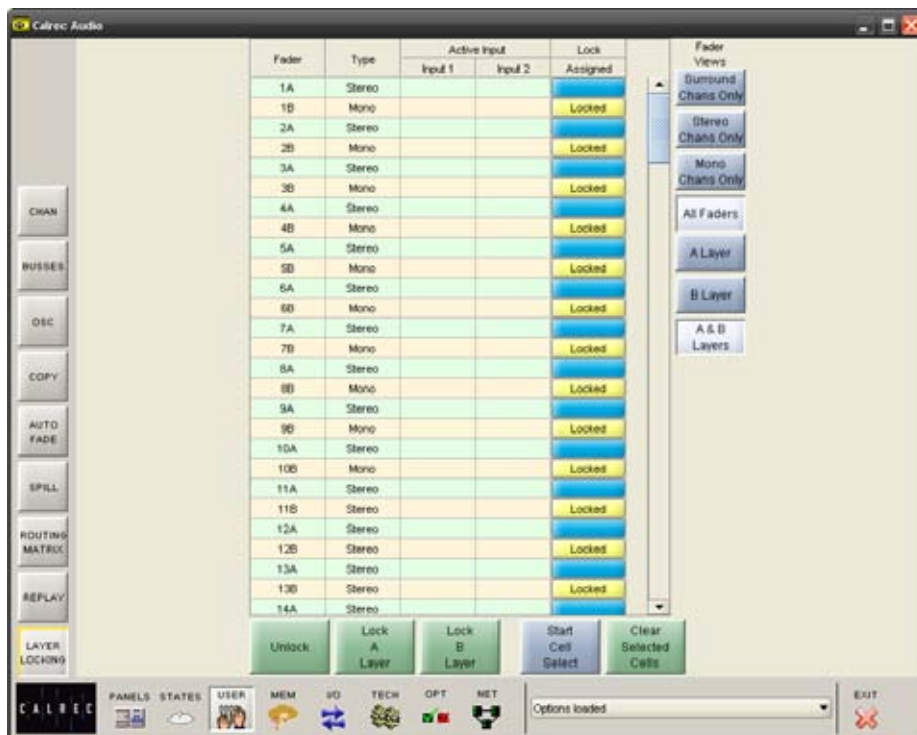 Calrec Audio
Fader Type Active Input Lock
Input 1 Input 2 Assigned
1A Stereo
1B Mono Locked
2A Stereo
2B Mono Locked
3A Stereo
3B Mono Locked
4A Stereo
4B Mono Locked
5A Stereo
5B Mono Locked
6A Stereo
6B Mono Locked
7A Stereo
7B Mono Locked
8A Stereo
8B Mono Locked
9A Stereo
9B Mono Locked
10A Stereo
10B Mono Locked
11A Stereo
11B Stereo Locked
12A Stereo
12B Stereo Locked
13A Stereo
13B Stereo Locked
14A Stereo
Fader
Views
Surround
Chans Only
Stereo
Chans Only
Mono
Chans Only
All Faders
A Layer
B Layer
A & B
Layers
CHAN
BUSSES
OSC
COPY
AUTO
FADE
SPILL
ROUTING
MATRIX
REPLAY
LAYER
LOCKING
Unlock
Lock
A
Layer
Lock
B
Layer
Start
Cell
Select
Clear
Selected
Cells
CALREC
PANELS STATES USER MEM I/O TECH OPT NET
Options loaded
EXIT